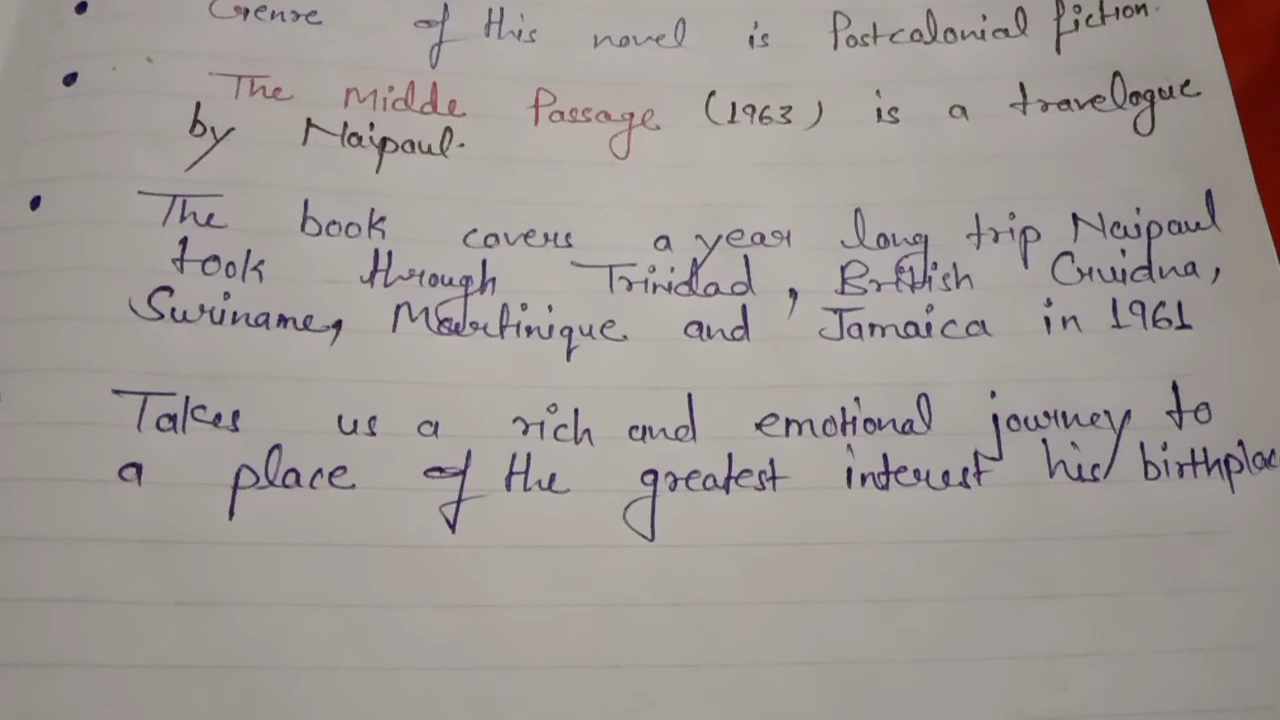 Genre of this novel is Postcolonial fiction.
The Midde Passage (1963) is a travelogue
by Naipaul.
The book covers a year long trip Naipaul
took through Trinidad, British Guidna,
Suriname, Martinique and Jamaica in 1961
Takes us a rich and emotional journey to
a place of the greatest interest his birthplac